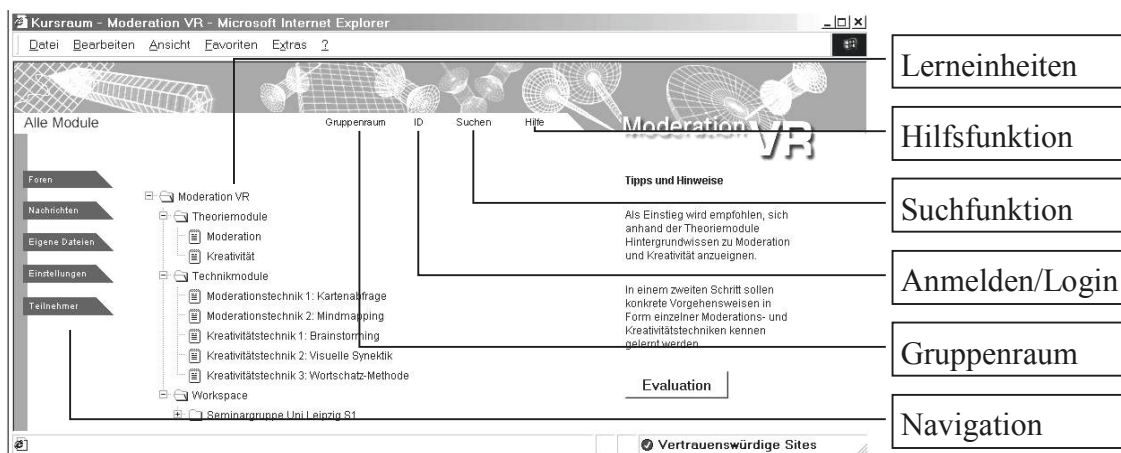 Kursraum - Moderation VR - Microsoft Internet Explorer
Datei Bearbeiten Ansicht Favoriten Extras ?
Alle Module
Gruppenraum ID Suchen Hilfe
Moderation VR
Foren
Nachrichten
Eigene Dateien
Einstellungen
Teilnehmer
Moderation VR
Theoriemodule
Moderation
Kreativität
Technikmodule
Moderationstechnik 1: Kartenabfrage
Moderationstechnik 2: Mindmapping
Kreativitätstechnik 1: Brainstorming
Kreativitätstechnik 2: Visuelle Synektik
Kreativitätstechnik 3: Wortschatz-Methode
Workspace
Seminargruppe Uni Leipzig S1
Tipps und Hinweise
Als Einstieg wird empfohlen, sich
anhand der Theoriemodule
Hintergrundwissen zu Moderation
und Kreativität anzueignen.
In einem zweiten Schritt sollen
konkrete Vorgehensweisen in
Form einzelner Moderations- und
Kreativitätstechniken kennen
gelernt werden.
Evaluation
Vertrauenswürdige Sites
Lerneinheiten
Hilfsfunktion
Suchfunktion
Anmelden/Login
Gruppenraum
Navigation